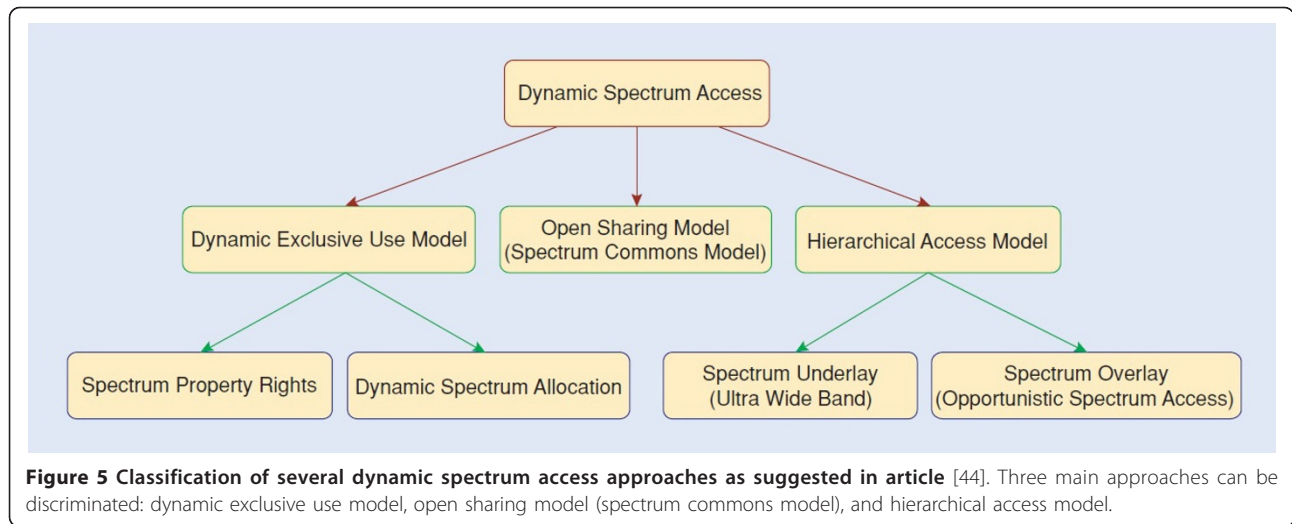 Dynamic Spectrum Access
Dynamic Exclusive Use Model
Open Sharing Model
(Spectrum Commons Model)
Hierarchical Access Model
Spectrum Property Rights
Dynamic Spectrum Allocation
Spectrum Underlay
(Ultra Wide Band)
Spectrum Overlay
(Opportunistic Spectrum Access)
Figure 5 Classification of several dynamic spectrum access approaches as suggested in article [44]. Three main approaches can be
discriminated: dynamic exclusive use model, open sharing model (spectrum commons model), and hierarchical access model.